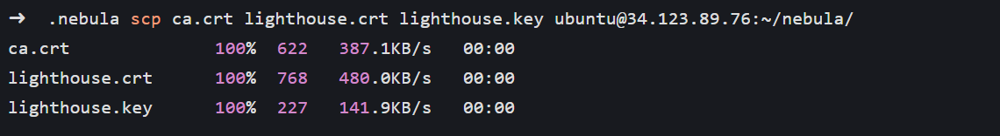 ➜ .nebula scp ca.crt lighthouse.crt lighthouse.key ubuntu@34.123.89.76:~/nebula/
ca.crt 100% 622 387.1KB/s 00:00
lighthouse.crt 100% 768 480.0KB/s 00:00
lighthouse.key 100% 227 141.9KB/s 00:00